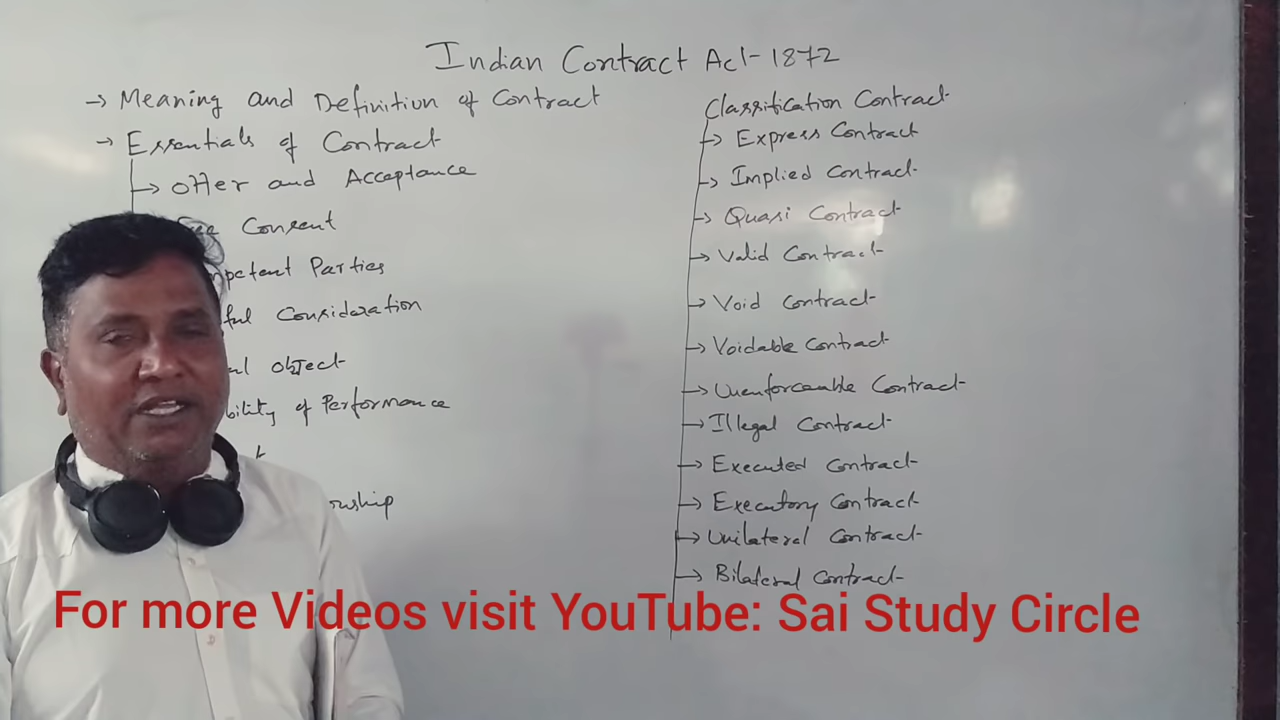 Indian Contract Act-1872
→ Meaning and Definition of Contract
→ Essentials of Contract
→ Offer and Acceptance
Consent
Parties
Consideration
object
of Performance
Classification Contract
→ Express Contract
→ Implied Contract
→ Quasi Contract
→ Valid Contract
→ Void Contract
→ Voidable Contract
→ Unenforceable Contract
→ Illegal Contract
→ Executed Contract
→ Executory Contract
→ Unilateral Contract
→ Bilateral Contract
For more Videos visit YouTube: Sai Study Circle